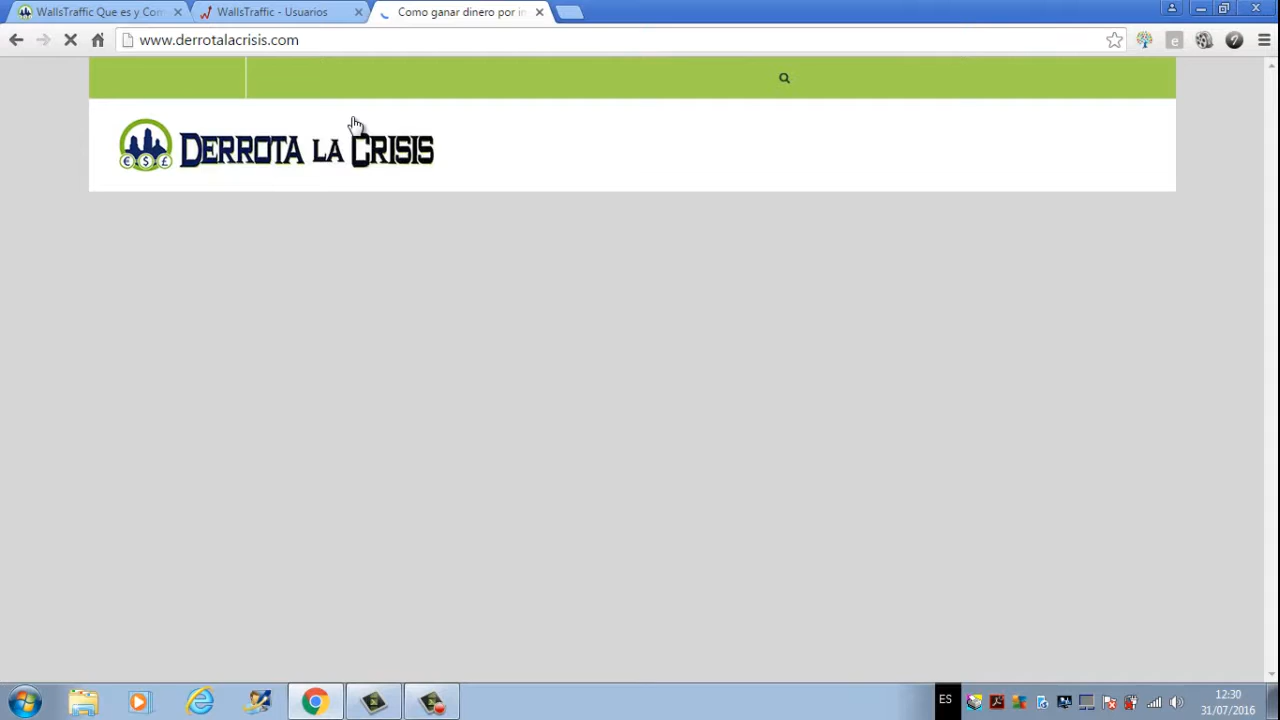 WallsTraffic Que es y Com
WallsTraffic - Usuarios
Como ganar dinero por in
www.derrotalacrisis.com
DERROTA LA CRISIS
€ $ £
ES
12:30
31/07/2016